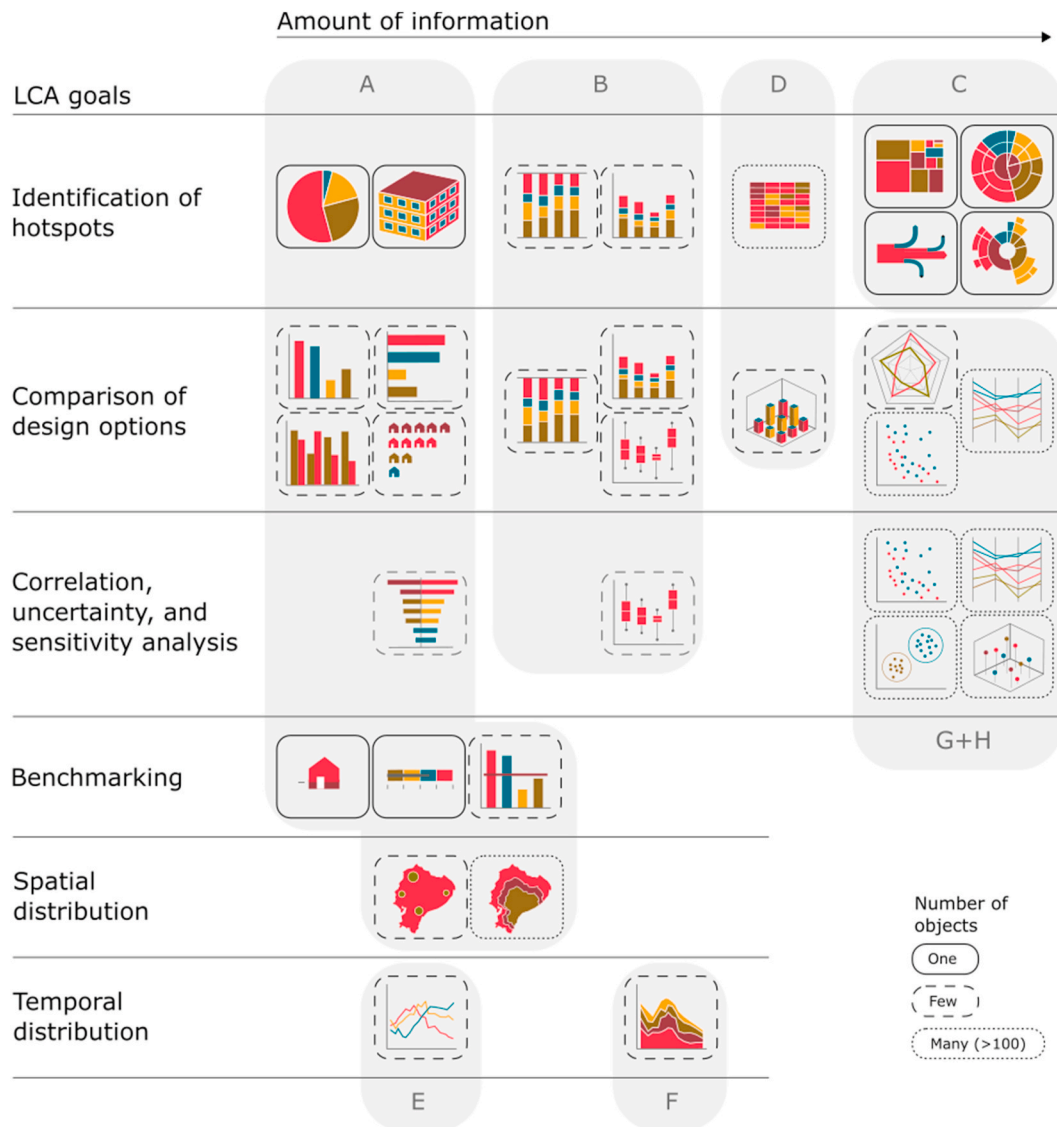 Amount of information
LCA goals
A
B
D
C
Identification of
hotspots
Comparison of
design options
Correlation,
uncertainty, and
sensitivity analysis
G+H
Benchmarking
Spatial
distribution
Number of
objects
One
Few
Many (>100)
Temporal
distribution
E
F